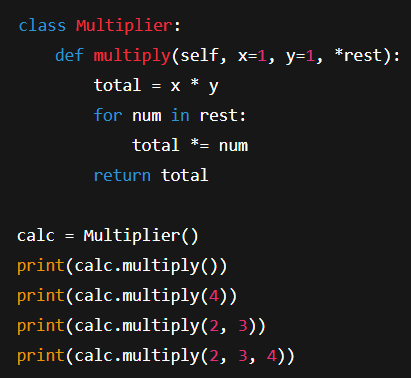 class Multiplier:
    def multiply(self, x=1, y=1, *rest):
        total = x * y
        for num in rest:
            total *= num
        return total

calc = Multiplier()
print(calc.multiply())
print(calc.multiply(4))
print(calc.multiply(2, 3))
print(calc.multiply(2, 3, 4))